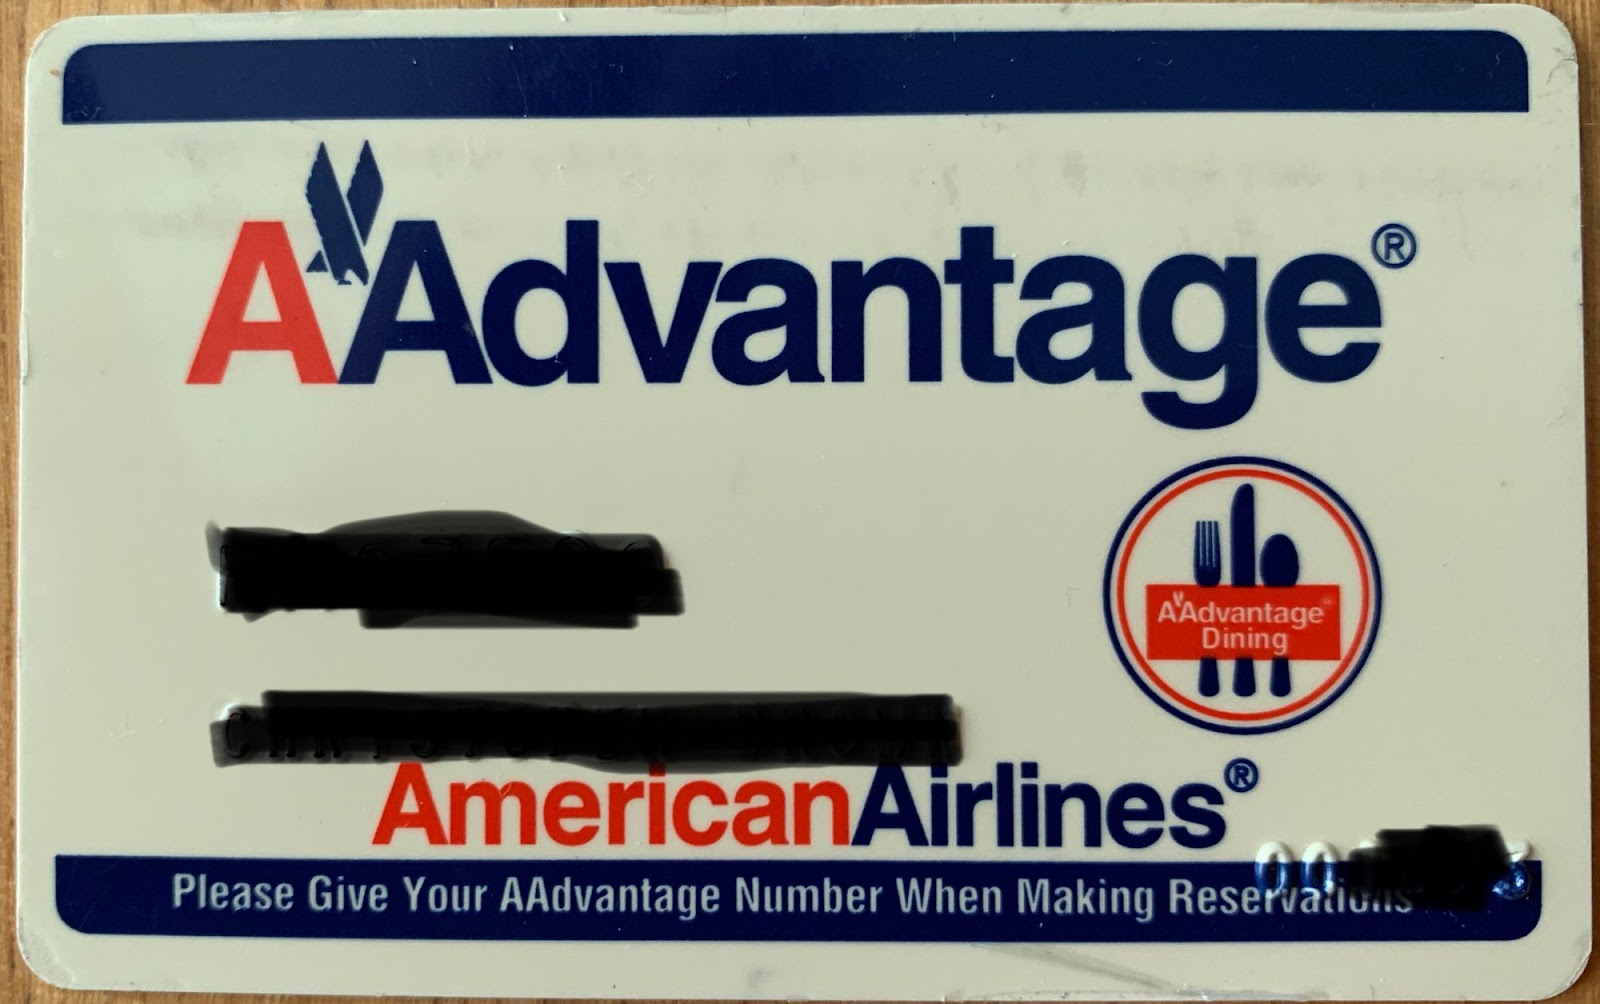 AAdvantage®
AAdvantage
Dining
AmericanAirlines®
Please Give Your AAdvantage Number When Making Reservations